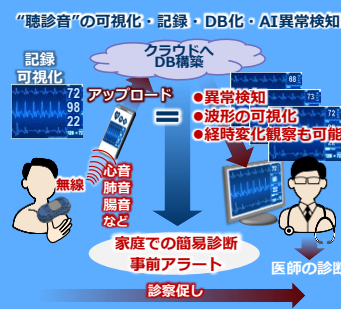 “聴診音”の可視化・記録・DB化・AI異常検知
クラウドへ
DB構築
記録
可視化
72
98
22
アップロード
●異常検知
●波形の可視化
●経時変化観察も可能
68
73
72
無線
心音
肺音
腸音
など
家庭での簡易診断
事前アラート
医師の診断
診察促し